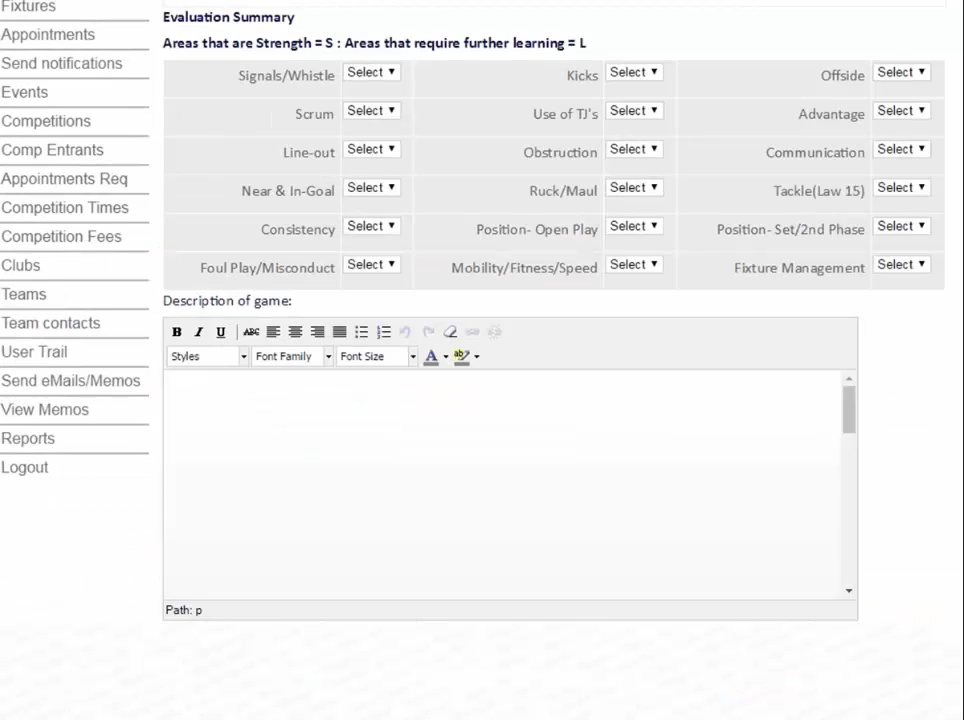 Fixtures
Appointments
Send notifications
Events
Competitions
Comp Entrants
Appointments Req
Competition Times
Competition Fees
Clubs
Teams
Team contacts
User Trail
Send eMails/Memos
View Memos
Reports
Logout
Evaluation Summary
Areas that are Strength = S : Areas that require further learning = L
Signals/Whistle Select Kicks Select Offside Select
Scrum Select Use of TJ's Select Advantage Select
Line-out Select Obstruction Select Communication Select
Near & In-Goal Select Ruck/Maul Select Tackle(Law 15) Select
Consistency Select Position- Open Play Select Position- Set/2nd Phase Select
Foul Play/Misconduct Select Mobility/Fitness/Speed Select Fixture Management Select
Description of game:
B I U ABC
Styles Font Family Font Size A ab
Path: p